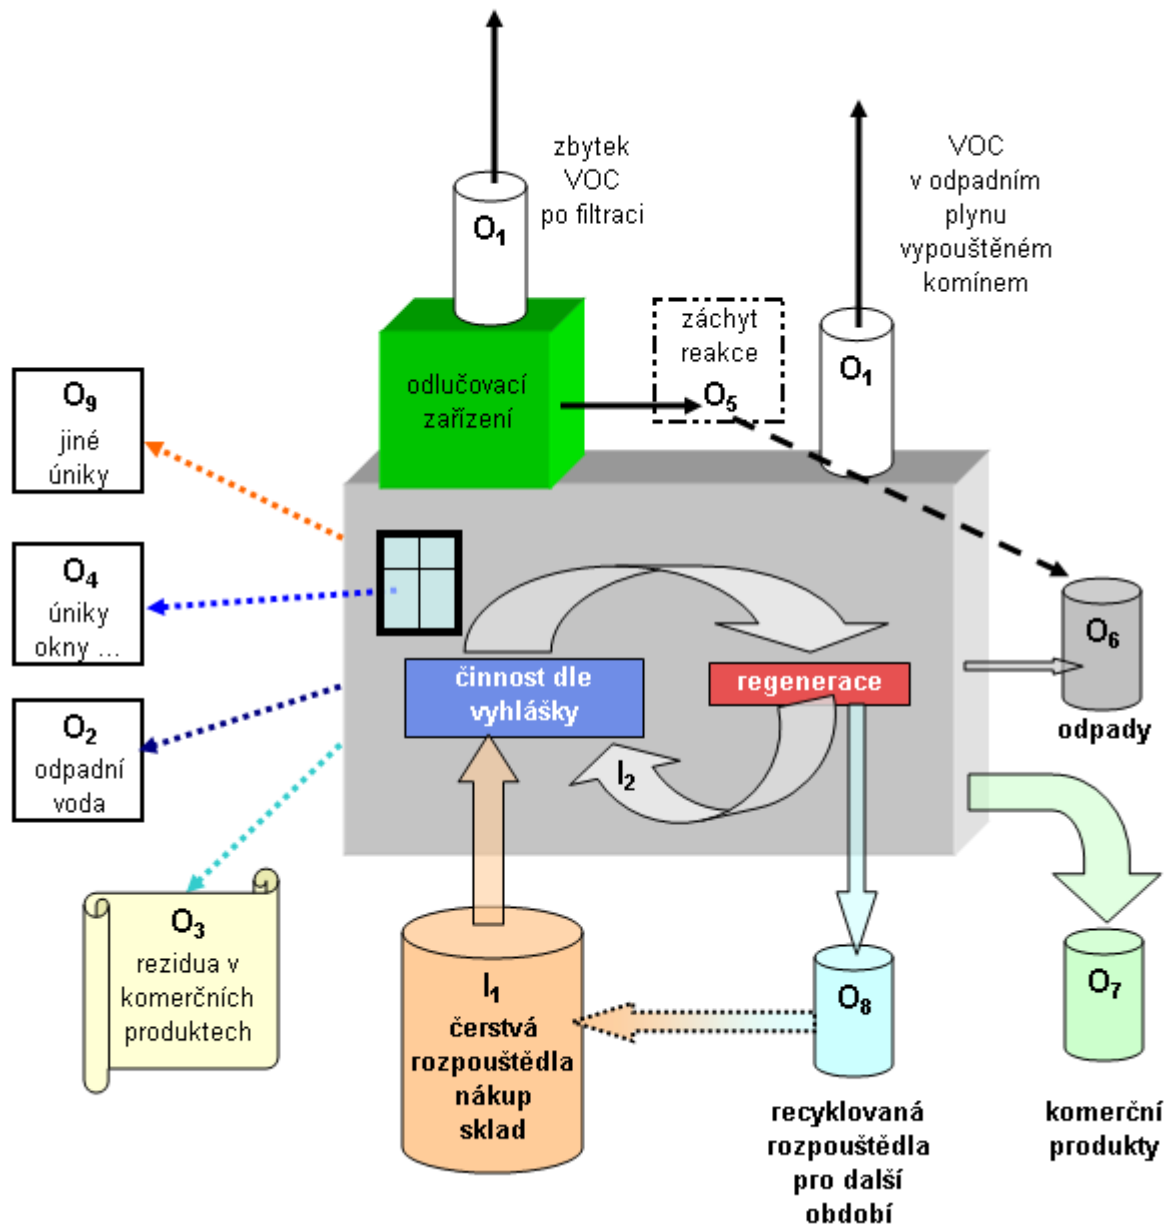 zbytek
VOC
po filtraci
O₁
VOC
v odpadním
plynu
vypouštěném
komínem
O₁
záchyt
reakce
O₅
odlučovací
zařízení
O₉
jiné
úniky
O₄
úniky
okny ...
O₂
odpadní
voda
O₃
rezidua v
komerčních
produktech
činnost dle
vyhlášky
regenerace
I₂
O₆
odpady
I₁
čerstvá
rozpouštědla
nákup
sklad
O₈
recyklovaná
rozpouštědla
pro další
období
O₇
komerční
produkty